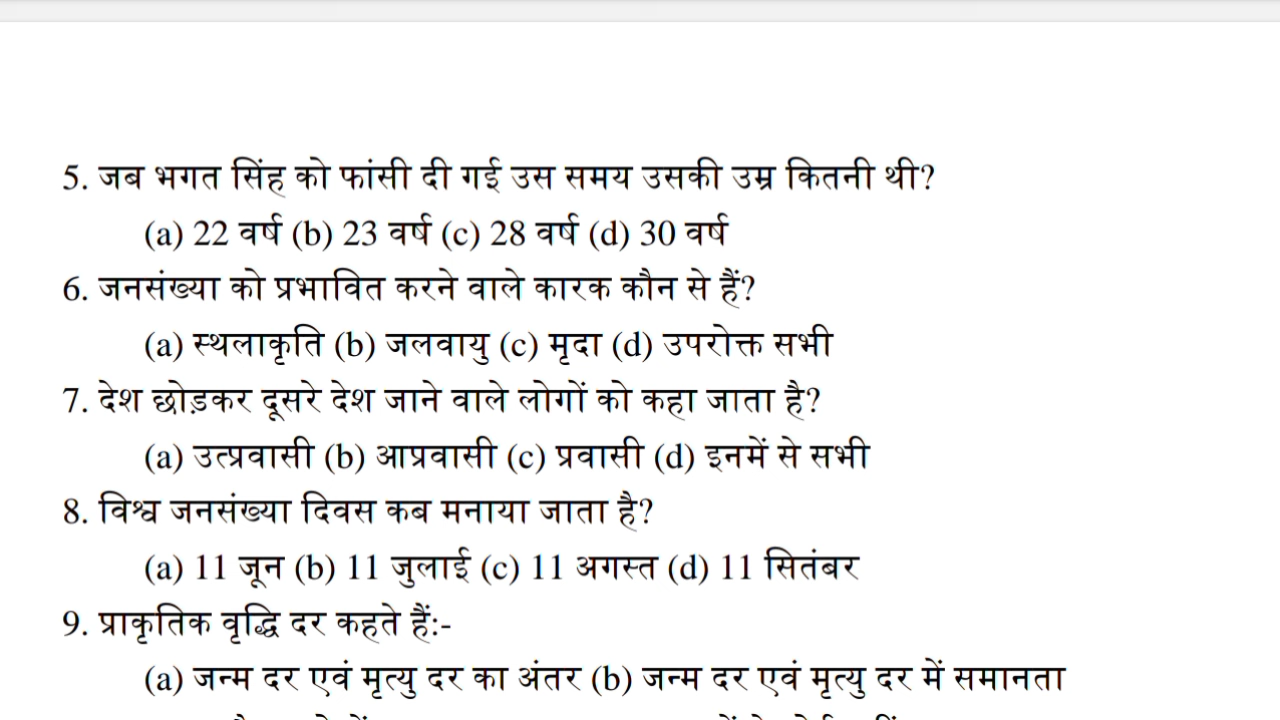 5. जब भगत सिंह को फांसी दी गई उस समय उसकी उम्र कितनी थी?
(a) 22 वर्ष (b) 23 वर्ष (c) 28 वर्ष (d) 30 वर्ष
6. जनसंख्या को प्रभावित करने वाले कारक कौन से हैं?
(a) स्थलाकृति (b) जलवायु (c) मृदा (d) उपरोक्त सभी
7. देश छोड़कर दूसरे देश जाने वाले लोगों को कहा जाता है?
(a) उत्प्रवासी (b) आप्रवासी (c) प्रवासी (d) इनमें से सभी
8. विश्व जनसंख्या दिवस कब मनाया जाता है?
(a) 11 जून (b) 11 जुलाई (c) 11 अगस्त (d) 11 सितंबर
9. प्राकृतिक वृद्धि दर कहते हैं:-
(a) जन्म दर एवं मृत्यु दर का अंतर (b) जन्म दर एवं मृत्यु दर में समानता